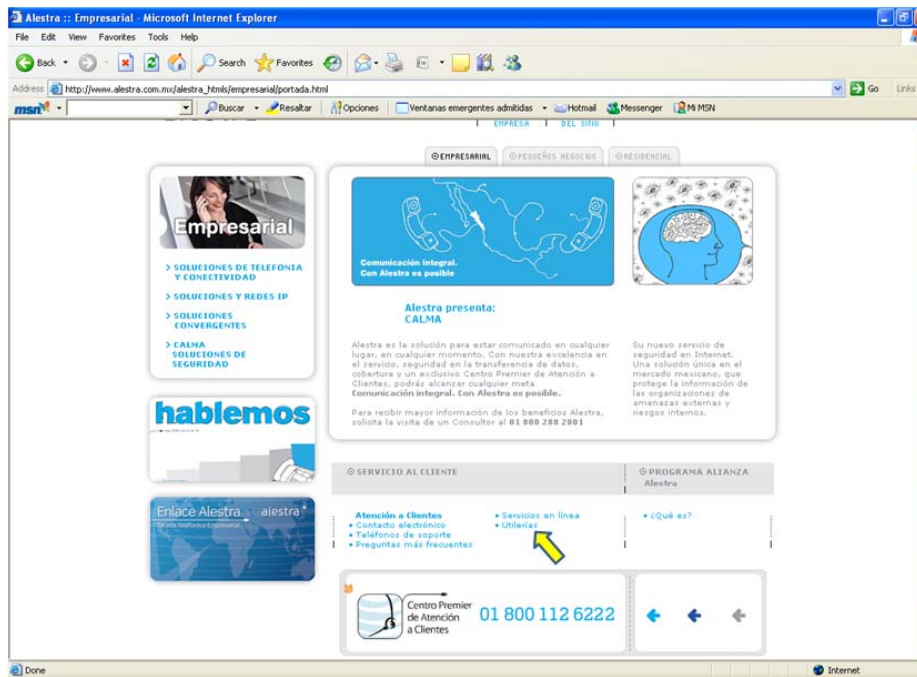 Alestra :: Empresarial - Microsoft Internet Explorer
File Edit View Favorites Tools Help
Back Search Favorites
Address http://www.alestra.com.mx/alestra_htmls/empresarial/portada.html Go Links
msn Buscar Resaltar Opciones Ventanas emergentes admitidas Hotmail Messenger Mi MSN
EMPRESA DEL SITIO
EMPRESARIAL PEQUEÑOS NEGOCIOS RESIDENCIAL
Empresarial
> SOLUCIONES DE TELEFONIA
Y CONECTIVIDAD
> SOLUCIONES Y REDES IP
> SOLUCIONES
CONVERGENTES
> CALMA
SOLUCIONES DE
SEGURIDAD
hablemos
Enlace Alestra alestra
Tarjeta Telefónica Empresarial
Comunicación integral.
Con Alestra es posible
Alestra presenta:
CALMA
Alestra es la solución para estar comunicado en cualquier
lugar, en cualquier momento. Con nuestra excelencia en
el servicio, seguridad en la transferencia de datos,
cobertura y un exclusivo Centro Premier de Atención a
Clientes, podrás alcanzar cualquier meta
Comunicación integral. Con Alestra es posible.
Para recibir mayor información de los beneficios Alestra,
solicita la visita de un Consultor al 01 800 288 2001
Su nuevo servicio de
seguridad en Internet.
Una solución única en el
mercado mexicano, que
protege la información de
las organizaciones de
amenazas externas y
riesgos internos.
SERVICIO AL CLIENTE
Atención a Clientes
• Contacto electrónico
• Teléfonos de soporte
• Preguntas más frecuentes
• Servicios en línea
• Utilerías
PROGRAMA ALIANZA
Alestra
• ¿Qué es?
Centro Premier
de Atención
a Clientes
01 800 112 6222
Done Internet